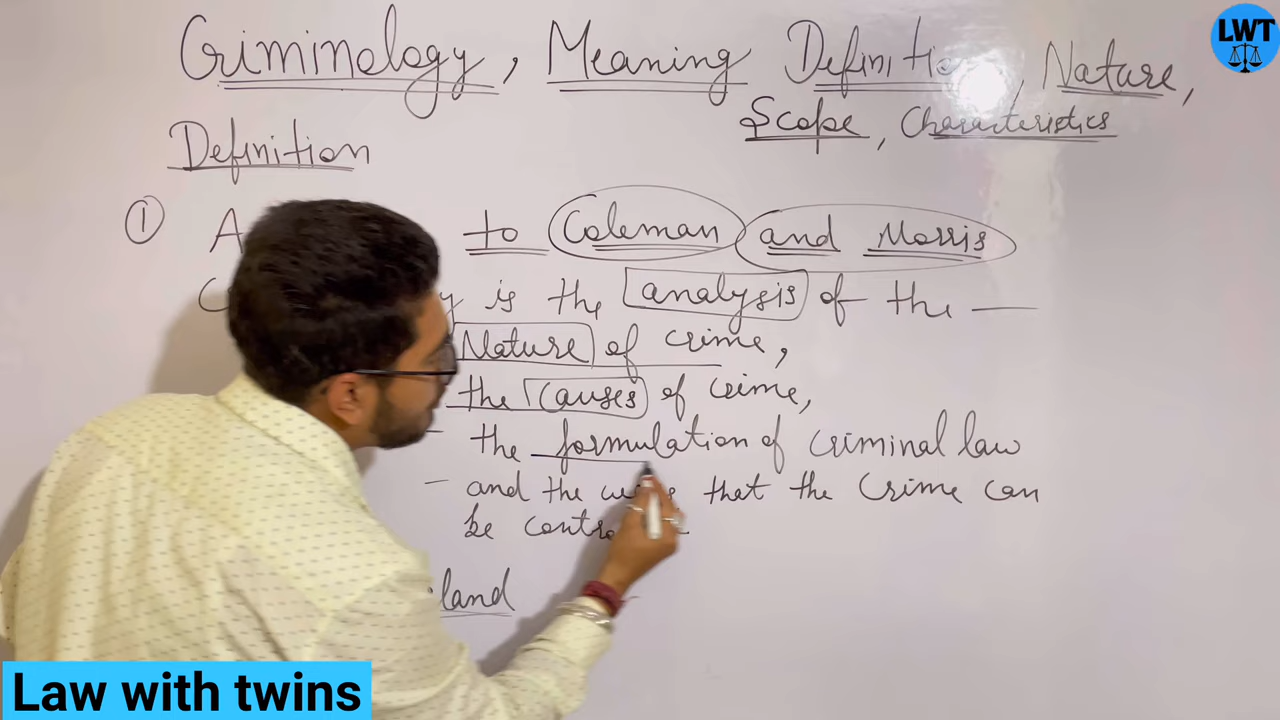 LWT
Criminology, Meaning Definition, Nature,
Scope, Characteristics
Definition
① A to Coleman and Morris
is the analysis of the —
Nature of crime,
the causes of crime,
– the formulation of criminal law
– and the that the Crime can
be
land
Law with twins